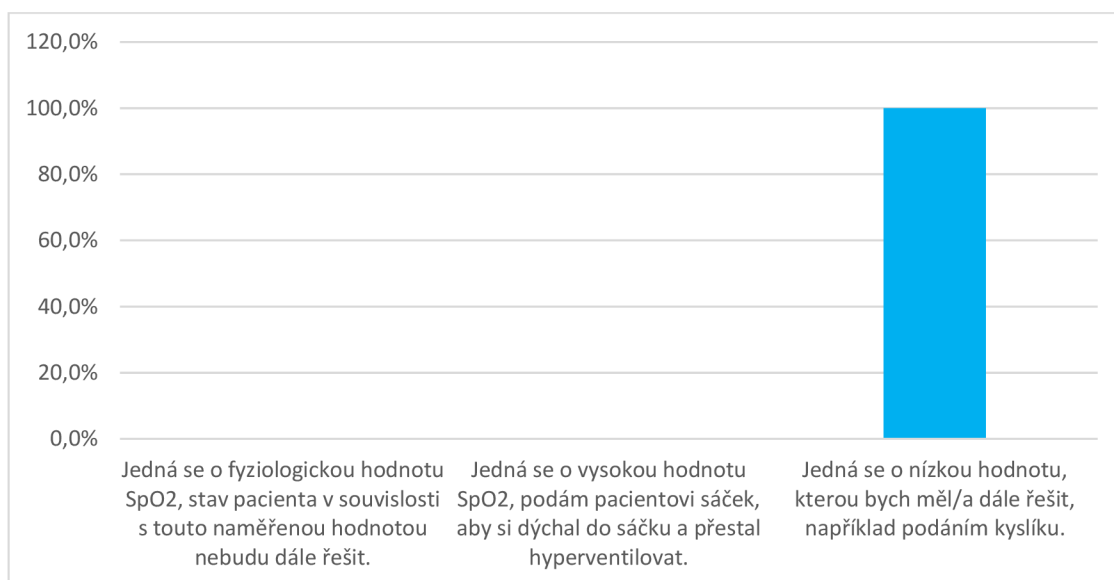 120,0%
100,0%
80,0%
60,0%
40,0%
20,0%
0,0%
Jedná se o fyziologickou hodnotu
SpO2, stav pacienta v souvislosti
s touto naměřenou hodnotou
nebudu dále řešit.
Jedná se o vysokou hodnotu
SpO2, podám pacientovi sáček,
aby si dýchal do sáčku a přestal
hyperventilovat.
Jedná se o nízkou hodnotu,
kterou bych měl/a dále řešit,
například podáním kyslíku.